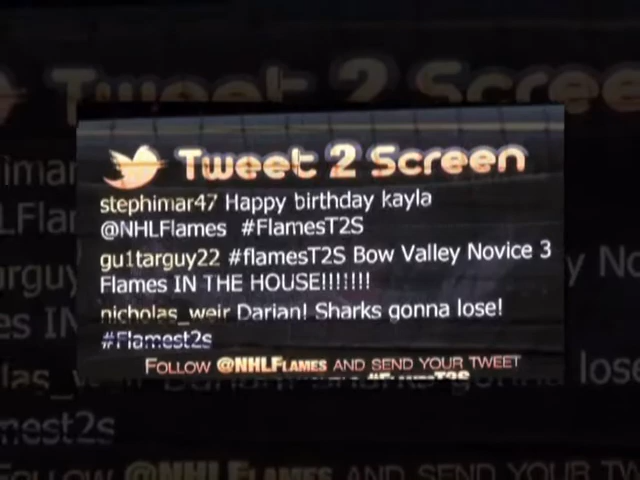 Tweet 2 Screen
stephimar47 Happy birthday kayla
@NHLFlames #FlamesT2S
gu1targuy22 #flamesT2S Bow Valley Novice 3
Flames IN THE HOUSE!!!!!!!
nicholas_weir Darian! Sharks gonna lose!
#Flamest2s
FOLLOW @NHLFLAMES AND SEND YOUR TWEET
#FLAMEST2S